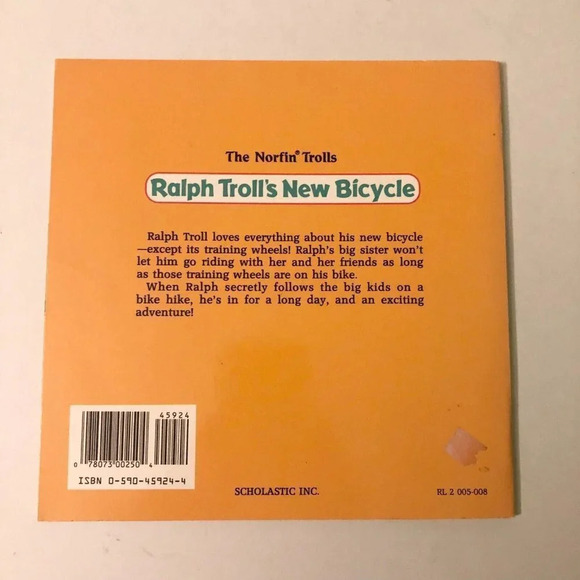 The Norfin® Trolls
Ralph Troll's New Bicycle
Ralph Troll loves everything about his new bicycle
—except its training wheels! Ralph's big sister won't
let him go riding with her and her friends as long
as those training wheels are on his bike.
When Ralph secretly follows the big kids on a
bike hike, he's in for a long day, and an exciting
adventure!
45924
0 78073 00250 4
ISBN 0-590-45924-4
SCHOLASTIC INC.
RL 2 005-008